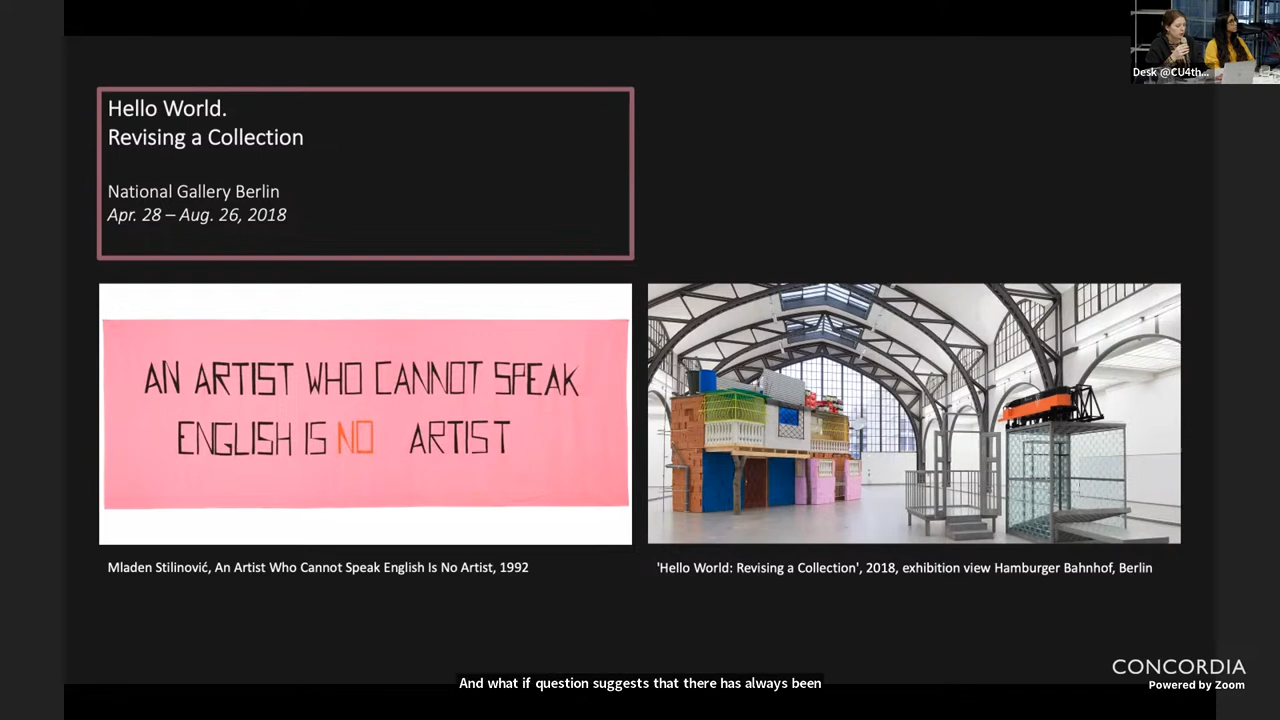 Desk @CU4th...
Hello World.
Revising a Collection
National Gallery Berlin
Apr. 28 – Aug. 26, 2018
AN ARTIST WHO CANNOT SPEAK
ENGLISH IS NO ARTIST
Mladen Stilinović, An Artist Who Cannot Speak English Is No Artist, 1992
'Hello World: Revising a Collection', 2018, exhibition view Hamburger Bahnhof, Berlin
CONCORDIA
Powered by Zoom
And what if question suggests that there has always been